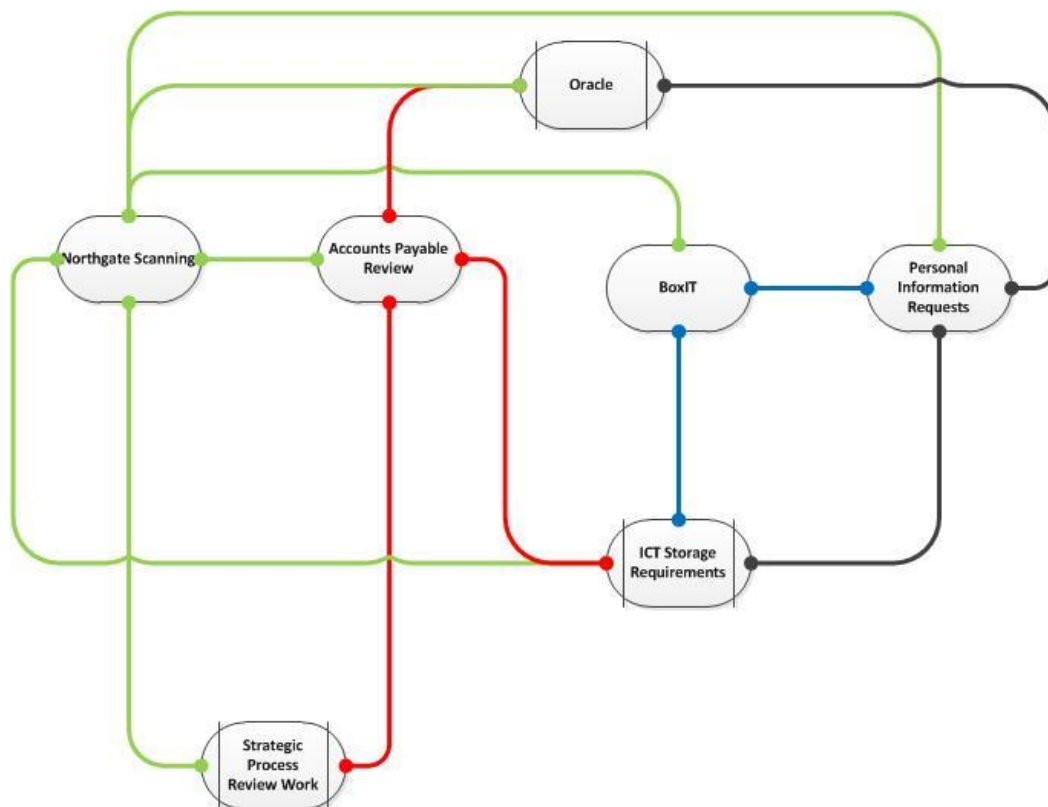 Oracle
Northgate Scanning
Accounts Payable
Review
BoxIT
Personal
Information
Requests
ICT Storage
Requirements
Strategic
Process
Review Work